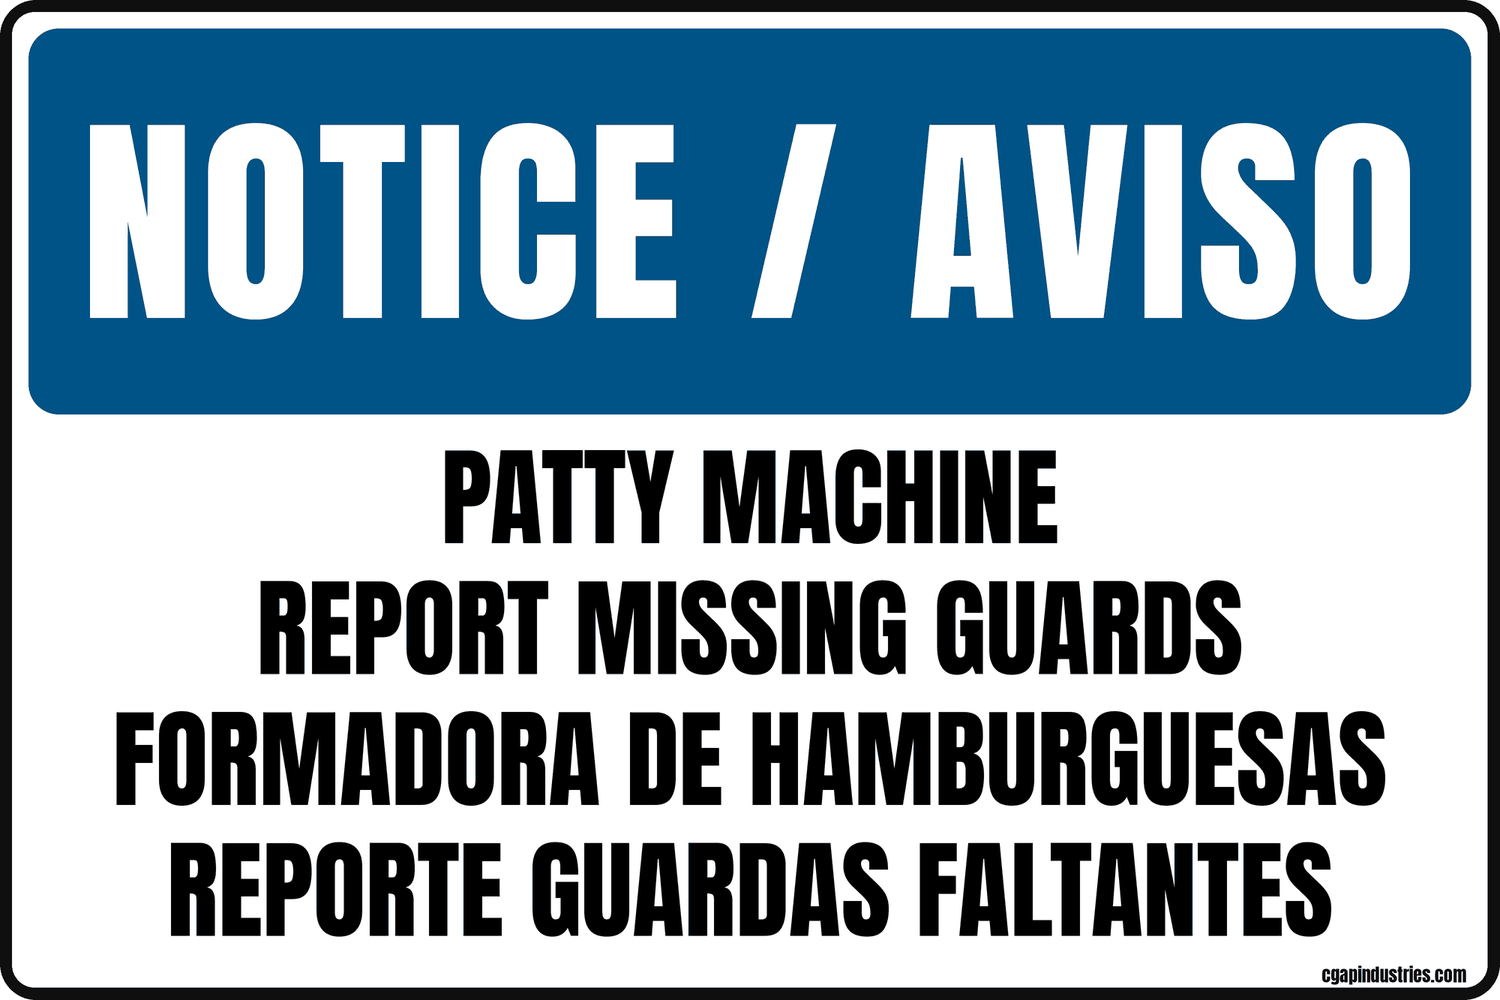 NOTICE / AVISO
PATTY MACHINE
REPORT MISSING GUARDS
FORMADORA DE HAMBURGUESAS
REPORTE GUARDAS FALTANTES
cgapindustries.com